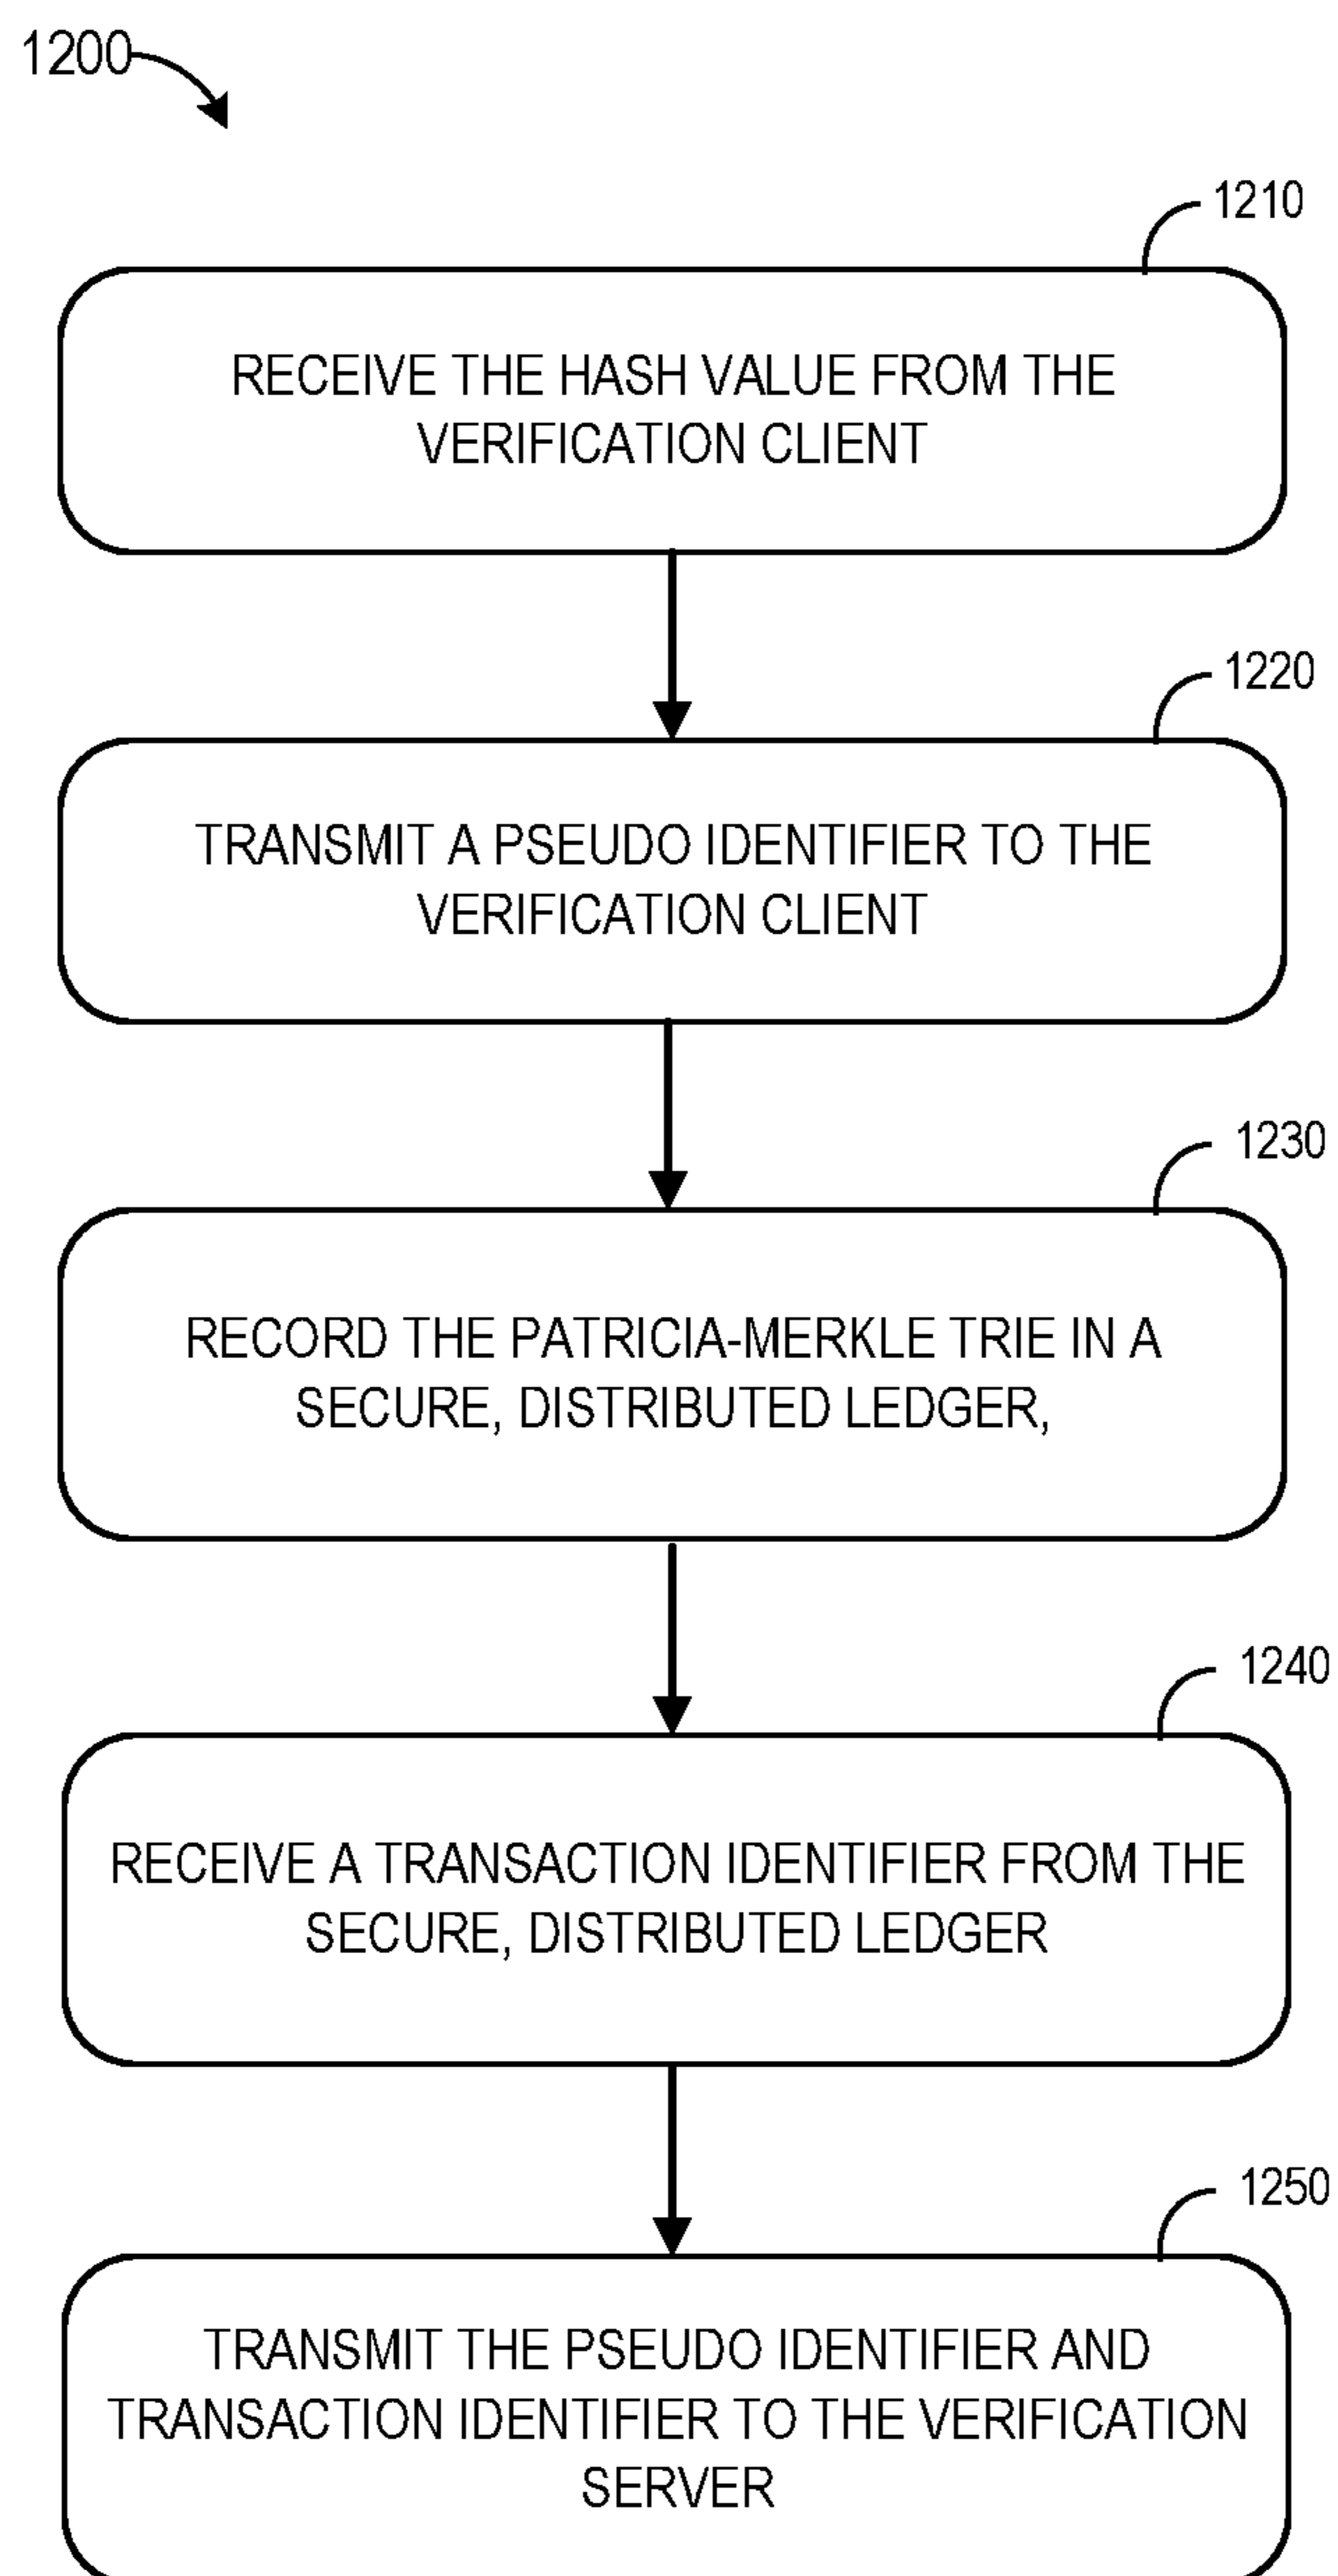 1200
1210
RECEIVE THE HASH VALUE FROM THE
VERIFICATION CLIENT
1220
TRANSMIT A PSEUDO IDENTIFIER TO THE
VERIFICATION CLIENT
1230
RECORD THE PATRICIA-MERKLE TRIE IN A
SECURE, DISTRIBUTED LEDGER,
1240
RECEIVE A TRANSACTION IDENTIFIER FROM THE
SECURE, DISTRIBUTED LEDGER
1250
TRANSMIT THE PSEUDO IDENTIFIER AND
TRANSACTION IDENTIFIER TO THE VERIFICATION
SERVER